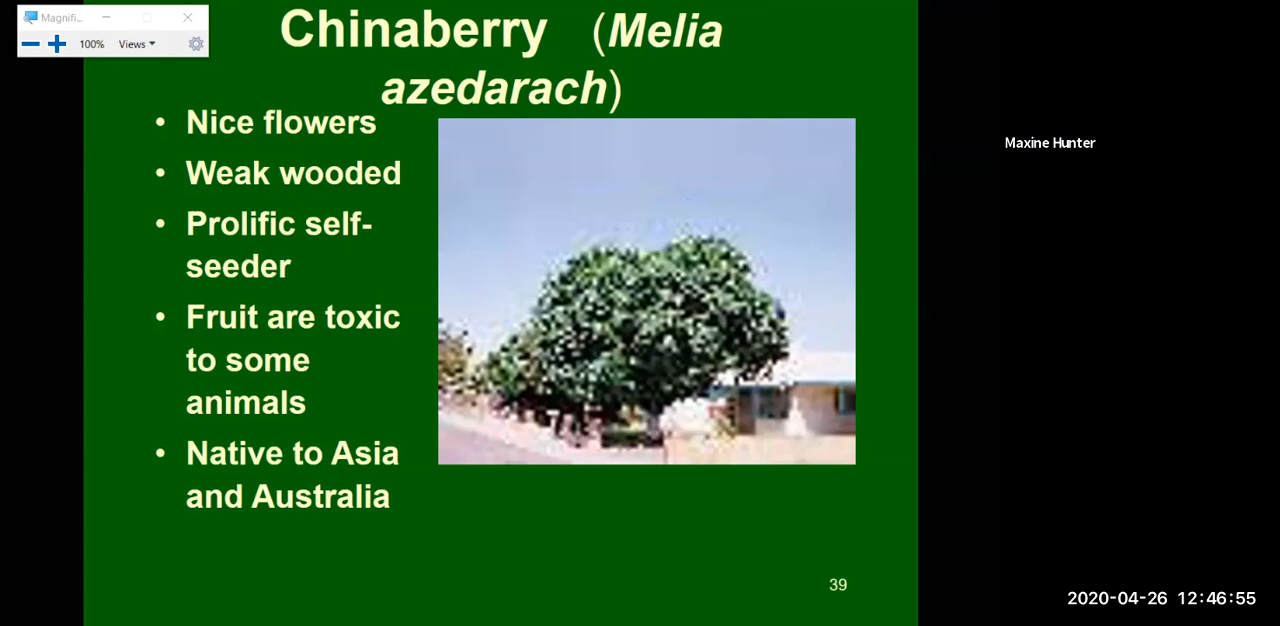 Magnifi...
100% Views
Chinaberry (Melia
azedarach)
• Nice flowers
• Weak wooded
• Prolific self-
seeder
• Fruit are toxic
to some
animals
• Native to Asia
and Australia
39
Maxine Hunter
2020-04-26 12:46:55